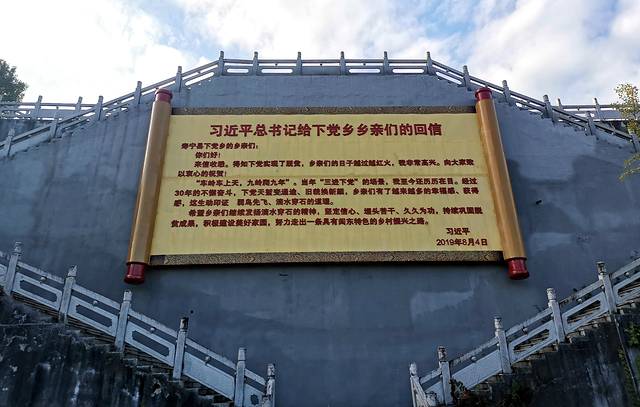 习近平总书记给下党乡乡亲们的回信
寿宁县下党乡的乡亲们：
你们好！
来信收悉。得知下党实现了脱贫，乡亲们的日子越过越红火，我非常高兴。向大家致
以衷心的祝贺！
“车岭车上天，九岭爬九年”。当年“三进下党”的场景，我至今还历历在目。经过
30年的不懈奋斗，下党天堑变通途、旧貌换新颜，乡亲们有了越来越多的幸福感、获得
感，这生动印证 弱鸟先飞、滴水穿石的道理。
希望乡亲们继续发扬滴水穿石的精神，坚定信心、埋头苦干、久久为功，持续巩固脱
贫成果，积极建设美好家园，努力走出一条具有闽东特色的乡村振兴之路。
习近平
2019年8月4日